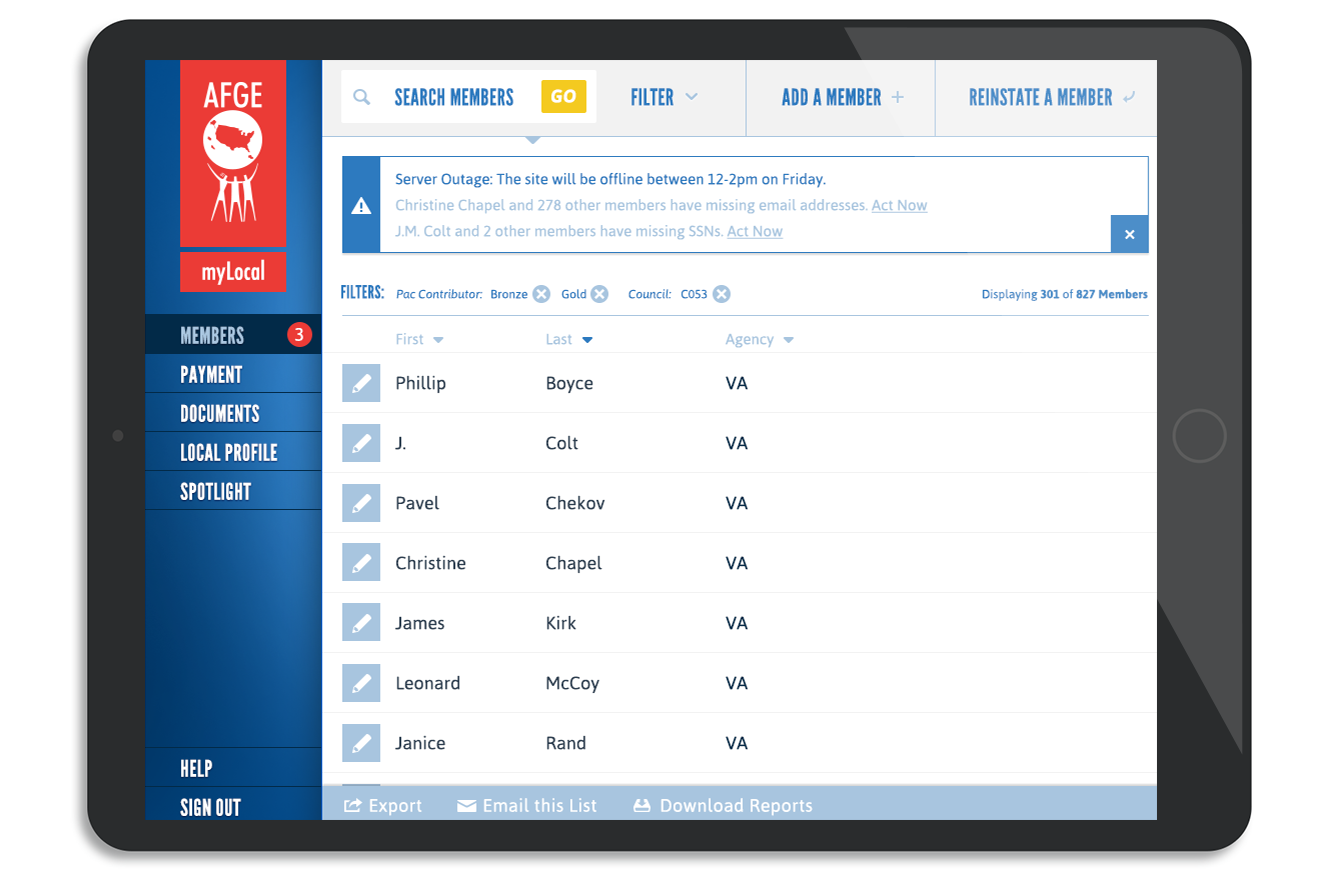 AFGE
myLocal
MEMBERS 3
PAYMENT
DOCUMENTS
LOCAL PROFILE
SPOTLIGHT
HELP
SIGN OUT
SEARCH MEMBERS GO FILTER ADD A MEMBER + REINSTATE A MEMBER
Server Outage: The site will be offline between 12-2pm on Friday.
Christine Chapel and 278 other members have missing email addresses. Act Now
J.M. Colt and 2 other members have missing SSNs. Act Now
FILTERS: Pac Contributor: Bronze Gold Council: C053 Displaying 301 of 827 Members
First Last Agency
Phillip Boyce VA
J. Colt VA
Pavel Chekov VA
Christine Chapel VA
James Kirk VA
Leonard McCoy VA
Janice Rand VA
Export Email this List Download Reports